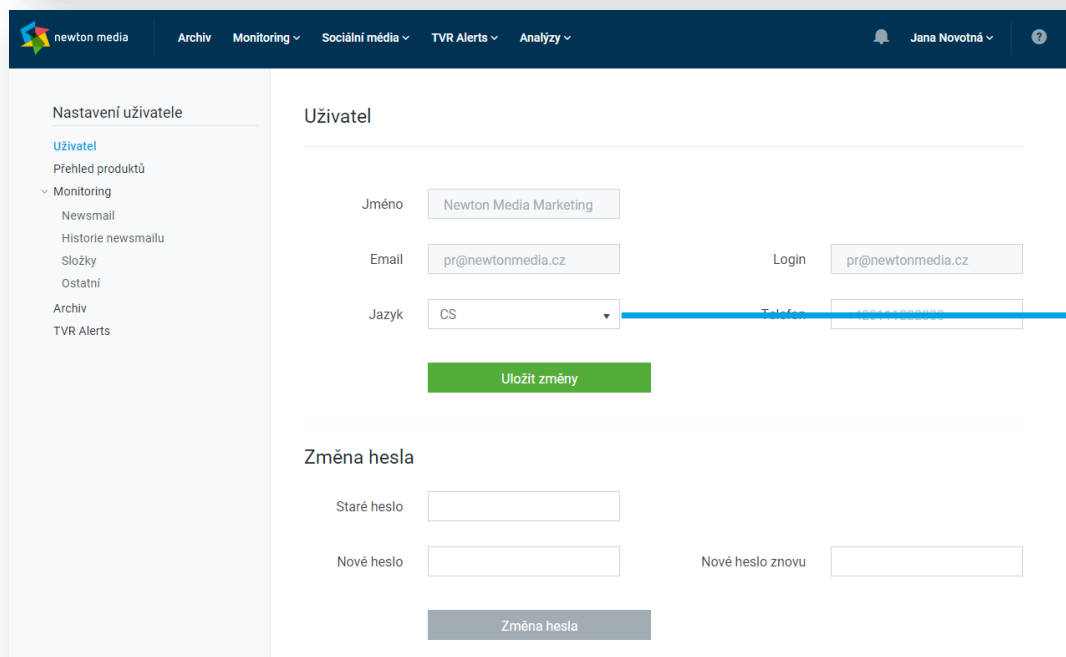 newton media Archiv Monitoring Sociální média TVR Alerts Analýzy Jana Novotná ?
Nastavení uživatele
Uživatel
Přehled produktů
Monitoring
Newsmail
Historie newsmailu
Složky
Ostatní
Archiv
TVR Alerts
Uživatel
Jméno Newton Media Marketing
Email pr@newtonmedia.cz Login pr@newtonmedia.cz
Jazyk CS Telefon
Uložit změny
Změna hesla
Staré heslo
Nové heslo Nové heslo znovu
Změna hesla